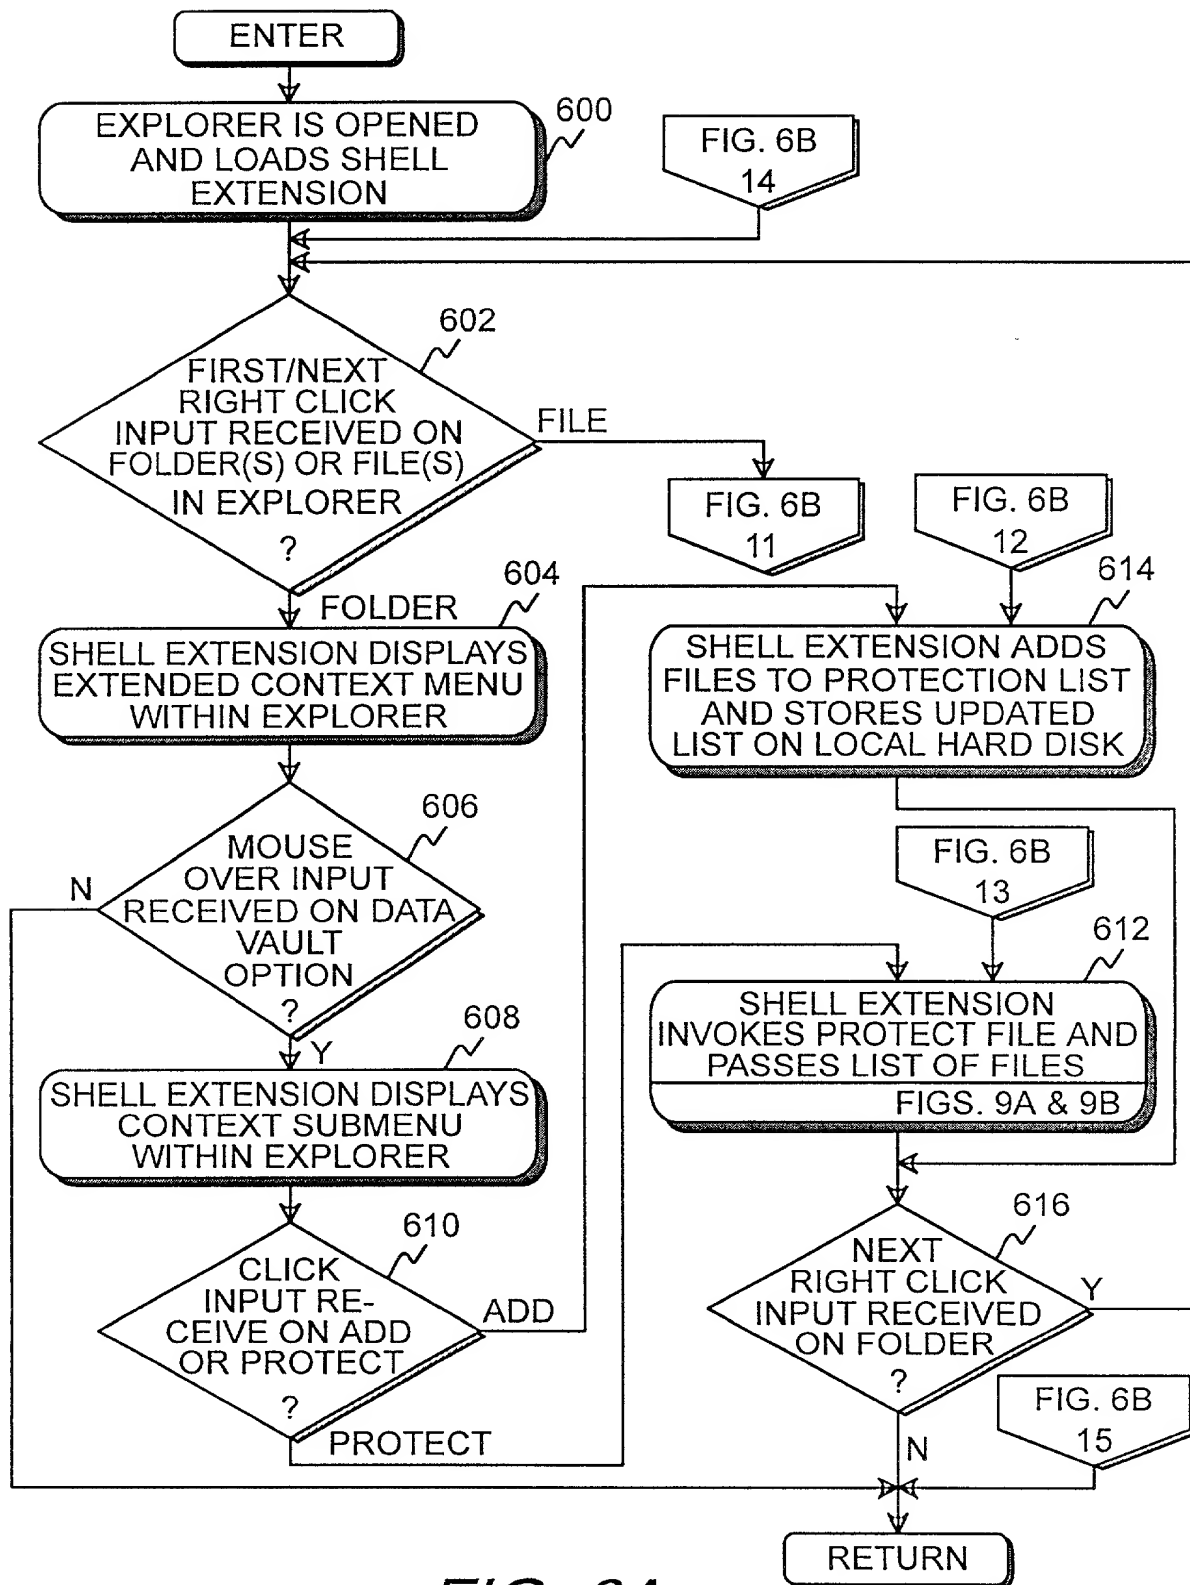 ENTER
EXPLORER IS OPENED
AND LOADS SHELL
EXTENSION
600
FIG. 6B
14
FIRST/NEXT
RIGHT CLICK
INPUT RECEIVED ON
FOLDER(S) OR FILE(S)
IN EXPLORER
?
602
FILE
FIG. 6B
11
FIG. 6B
12
FOLDER
604
SHELL EXTENSION DISPLAYS
EXTENDED CONTEXT MENU
WITHIN EXPLORER
614
SHELL EXTENSION ADDS
FILES TO PROTECTION LIST
AND STORES UPDATED
LIST ON LOCAL HARD DISK
606
MOUSE
OVER INPUT
RECEIVED ON DATA
VAULT
OPTION
?
N
Y
FIG. 6B
13
612
SHELL EXTENSION
INVOKES PROTECT FILE AND
PASSES LIST OF FILES
FIGS. 9A & 9B
608
SHELL EXTENSION DISPLAYS
CONTEXT SUBMENU
WITHIN EXPLORER
610
CLICK
INPUT RE-
CEIVE ON ADD
OR PROTECT
?
ADD
PROTECT
616
NEXT
RIGHT CLICK
INPUT RECEIVED
ON FOLDER
?
Y
N
FIG. 6B
15
RETURN
FIG. 6A